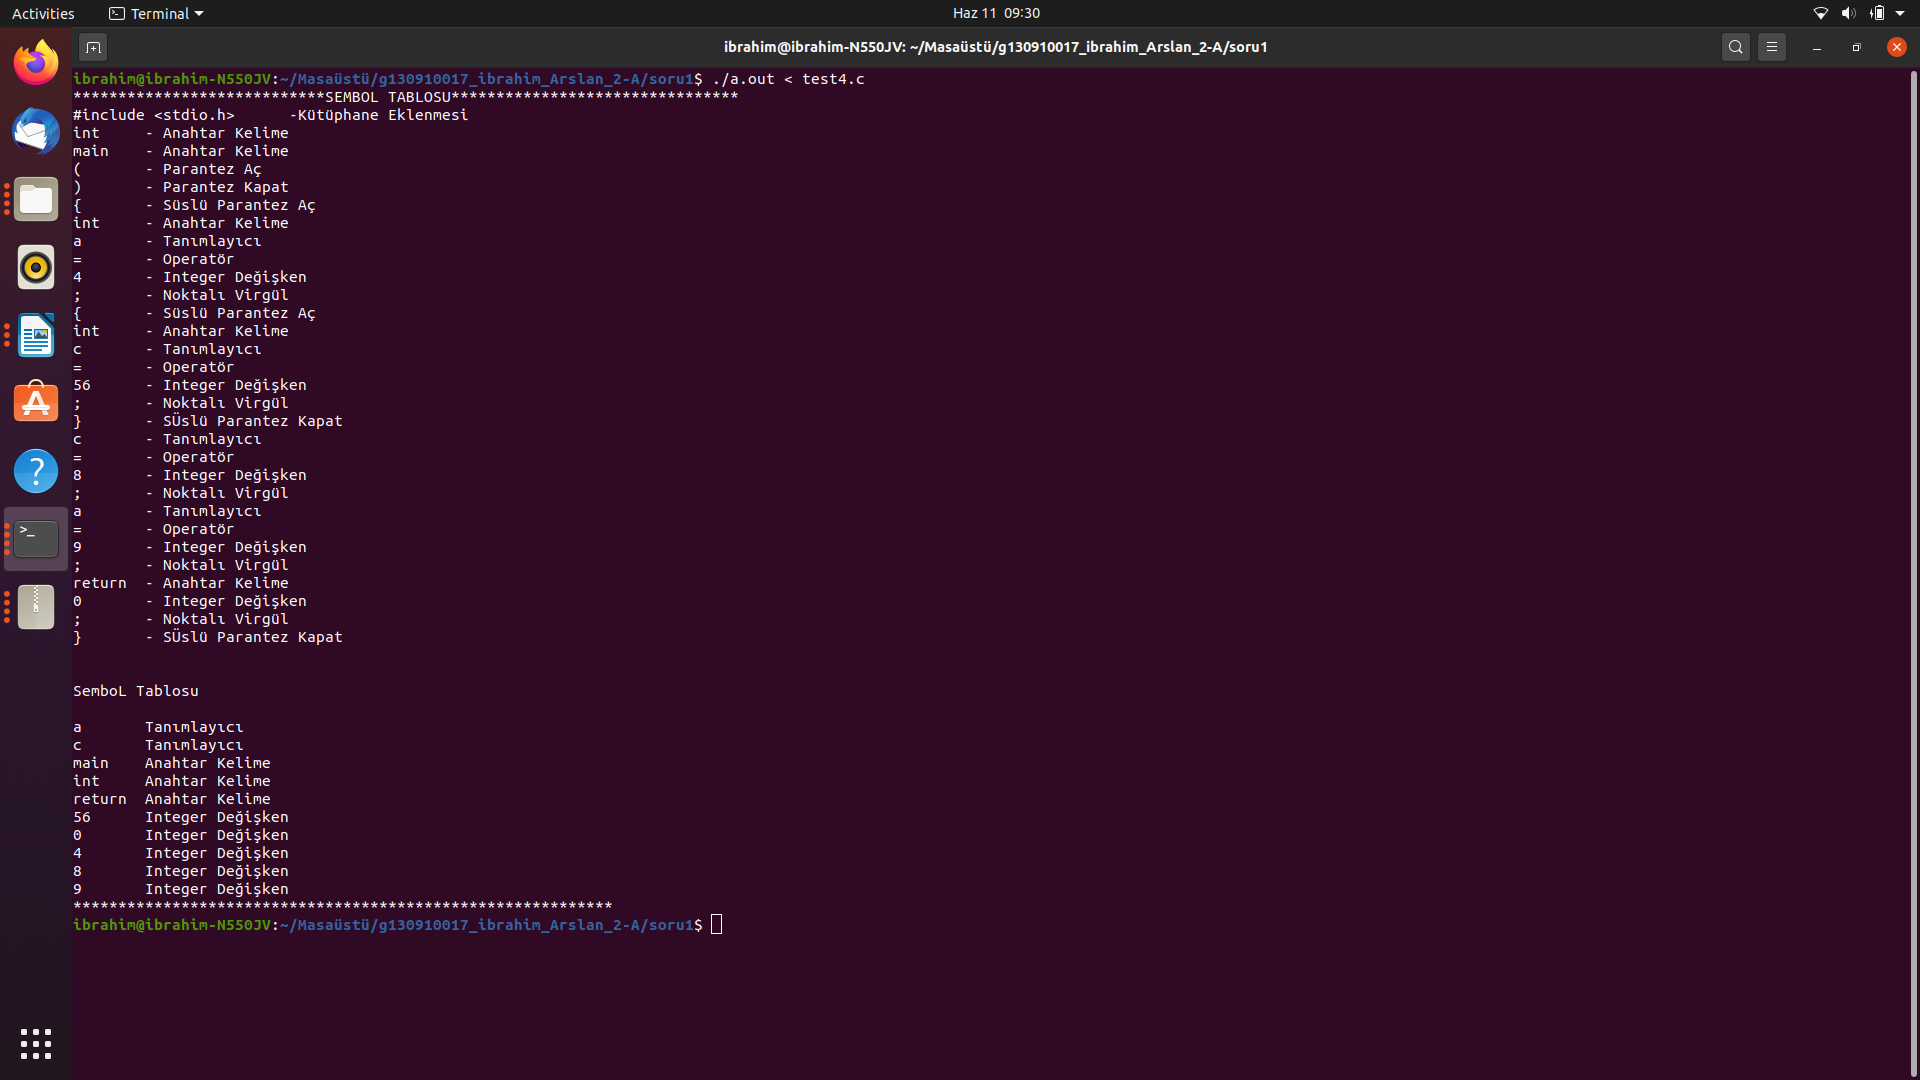 Activities
Terminal
Haz 11 09:30
ibrahim@ibrahim-N550JV: ~/Masaüstü/g130910017_ibrahim_Arslan_2-A/soru1
ibrahim@ibrahim-N550JV:~/Masaüstü/g130910017_ibrahim_Arslan_2-A/soru1$ ./a.out < test4.c
****************************SEMBOL TABLOSU********************************
#include <stdio.h>      -Kütüphane Eklenmesi
int     - Anahtar Kelime
main    - Anahtar Kelime
(       - Parantez Aç
)       - Parantez Kapat
{       - Süslü Parantez Aç
int     - Anahtar Kelime
a       - Tanımlayıcı
=       - Operatör
4       - Integer Değişken
;       - Noktalı Virgül
{       - Süslü Parantez Aç
int     - Anahtar Kelime
c       - Tanımlayıcı
=       - Operatör
56      - Integer Değişken
;       - Noktalı Virgül
}       - SÜslü Parantez Kapat
c       - Tanımlayıcı
=       - Operatör
8       - Integer Değişken
;       - Noktalı Virgül
a       - Tanımlayıcı
=       - Operatör
9       - Integer Değişken
;       - Noktalı Virgül
return  - Anahtar Kelime
0       - Integer Değişken
;       - Noktalı Virgül
}       - SÜslü Parantez Kapat
SemboL Tablosu
a       Tanımlayıcı
c       Tanımlayıcı
main    Anahtar Kelime
int     Anahtar Kelime
return  Anahtar Kelime
56      Integer Değişken
0       Integer Değişken
4       Integer Değişken
8       Integer Değişken
9       Integer Değişken
************************************************************
ibrahim@ibrahim-N550JV:~/Masaüstü/g130910017_ibrahim_Arslan_2-A/soru1$